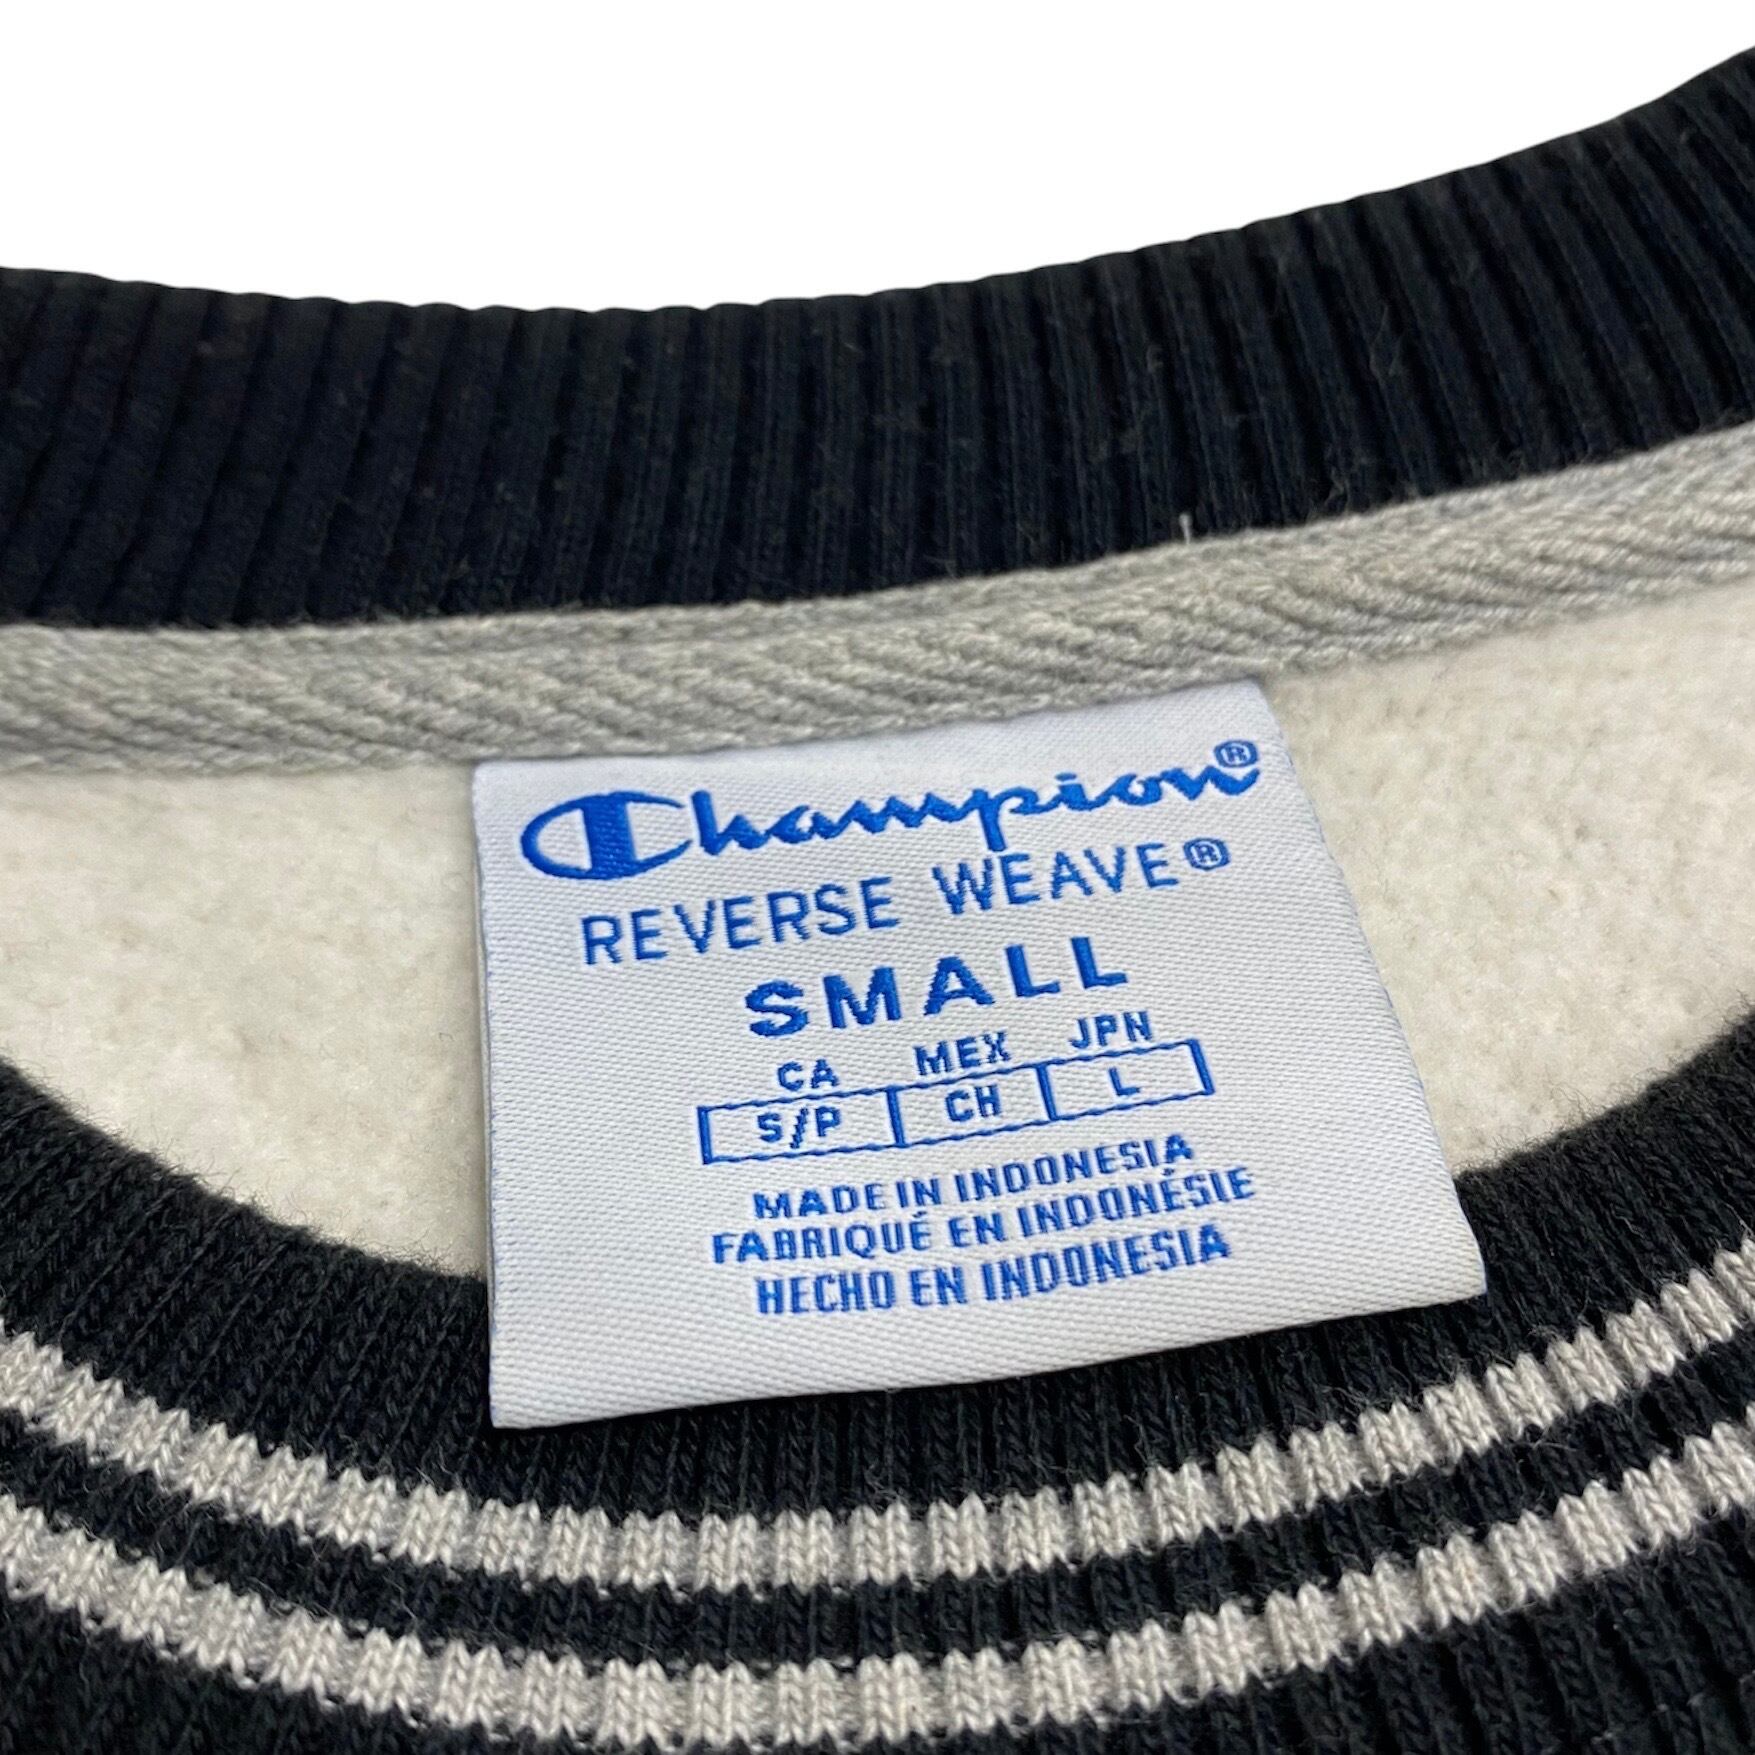 Champion®
REVERSE WEAVE®
SMALL
CA MEX JPN
S/P CH L
MADE IN INDONESIA
FABRIQUÉ EN INDONÉSIE
HECHO EN INDONESIA